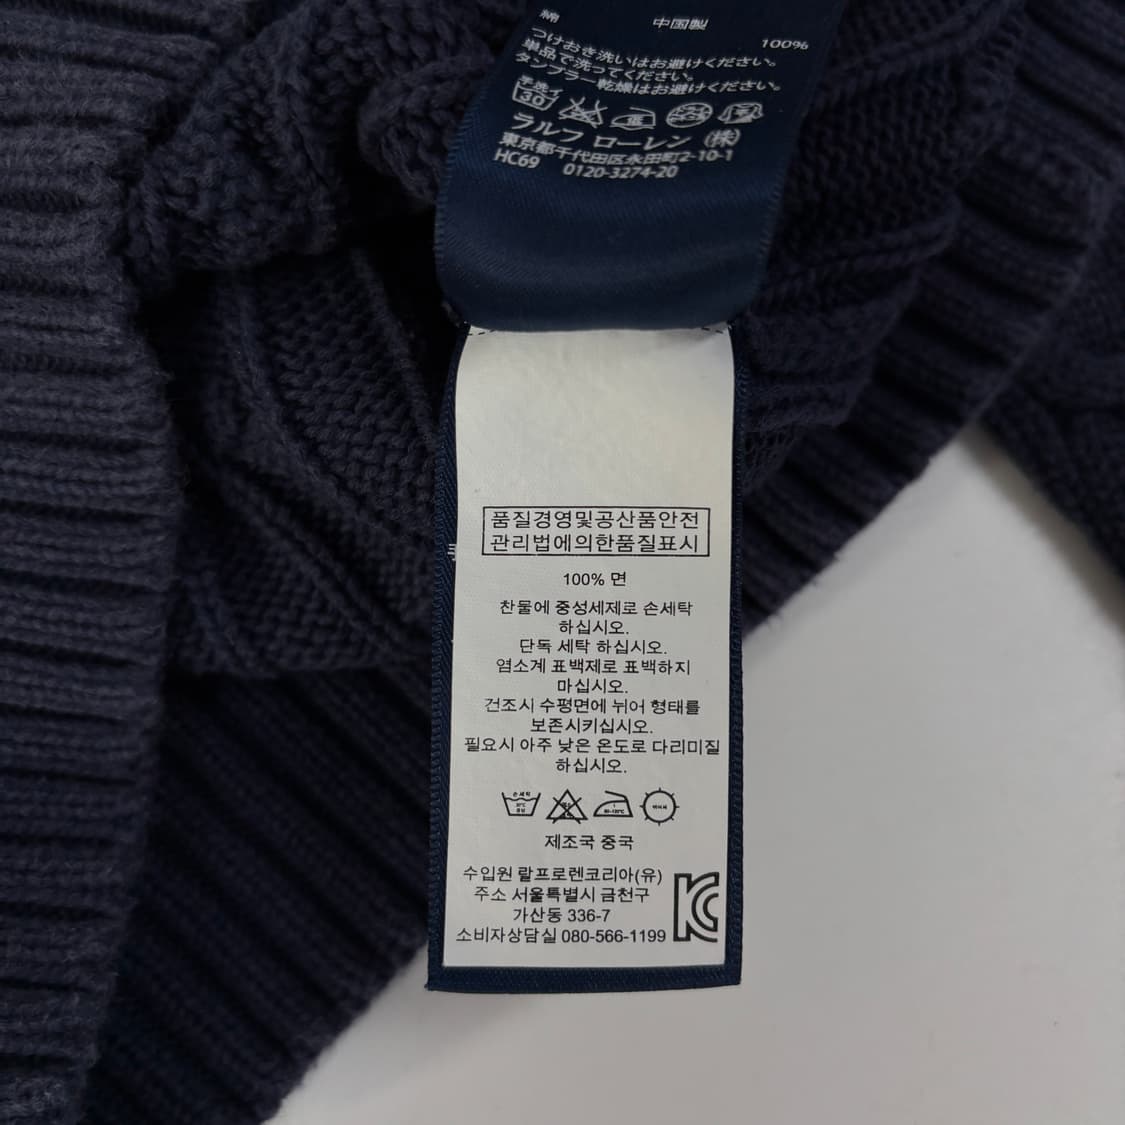 綿 中国製 100%
つけおき洗いはお避けください。
単品で洗ってください。
タンブラー乾燥はお避けください。
手洗イ
30
低
ラルフ ローレン (株)
東京都千代田区永田町2-10-1
HC69 0120-3274-20
품질경영및공산품안전
관리법에의한품질표시
100% 면
찬물에 중성세제로 손세탁
하십시오.
단독 세탁 하십시오.
염소계 표백제로 표백하지
마십시오.
건조시 수평면에 뉘어 형태를
보존시키십시오.
필요시 아주 낮은 온도로 다리미질
하십시오.
손세탁
제조국 중국
수입원 랄프로렌코리아(유)
주소 서울특별시 금천구
가산동 336-7
소비자상담실 080-566-1199